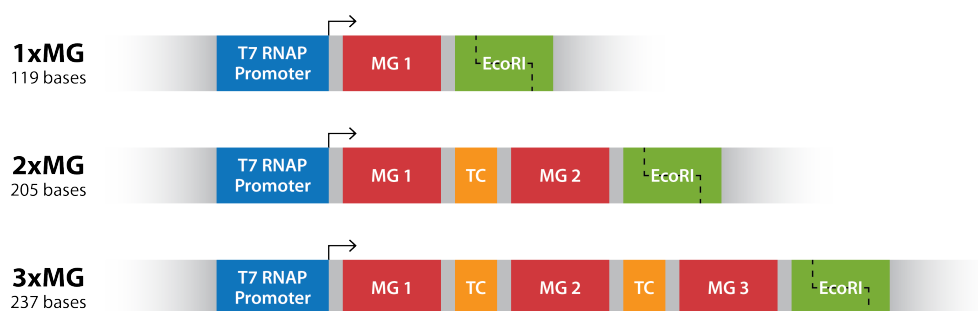 1xMG
119 bases
T7 RNAP
Promoter
MG 1
EcoRI
2xMG
205 bases
T7 RNAP
Promoter
MG 1
TC
MG 2
EcoRI
3xMG
237 bases
T7 RNAP
Promoter
MG 1
TC
MG 2
TC
MG 3
EcoRI